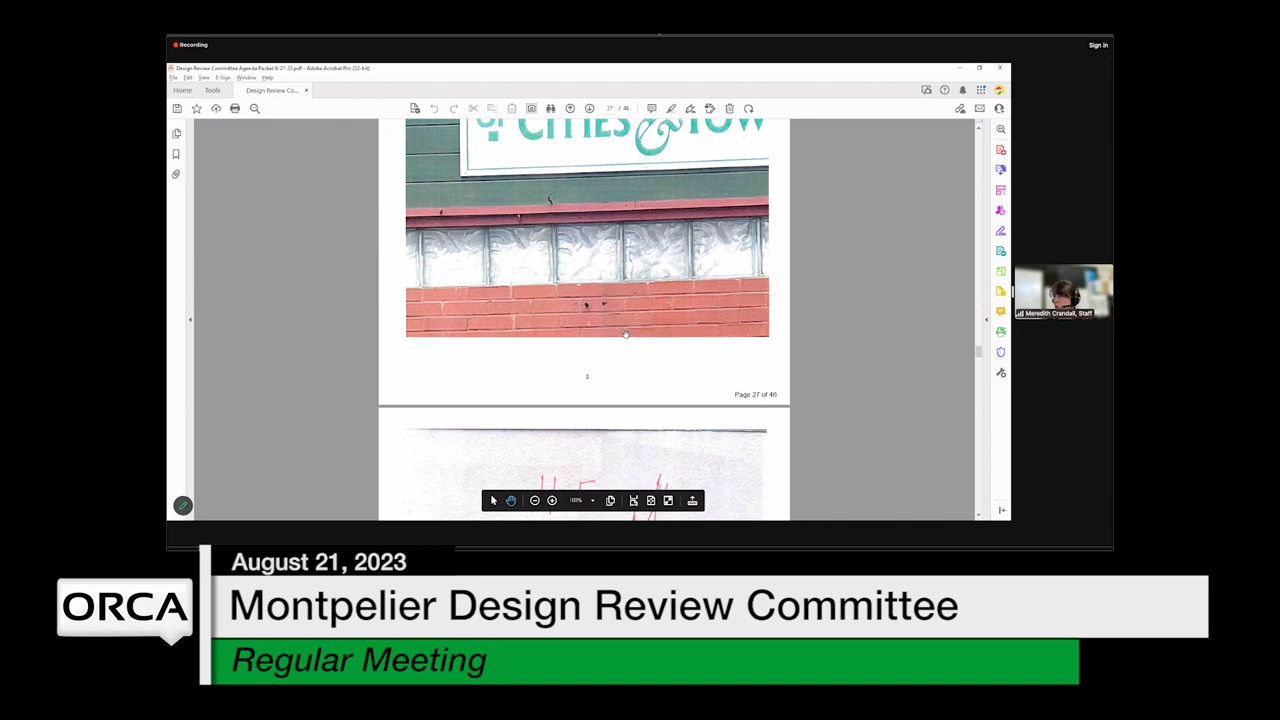 Recording
Sign in
Design Review Committee Agenda Packet 8-21-23.pdf - Adobe Acrobat Pro (32-bit)
File Edit View E-Sign Window Help
Home Tools Design Review Co... ×
27 / 46
OF CITIES & TOW
Meredith Crandall, Staff
2
Page 27 of 46
100%
August 21, 2023
ORCA
Montpelier Design Review Committee
Regular Meeting